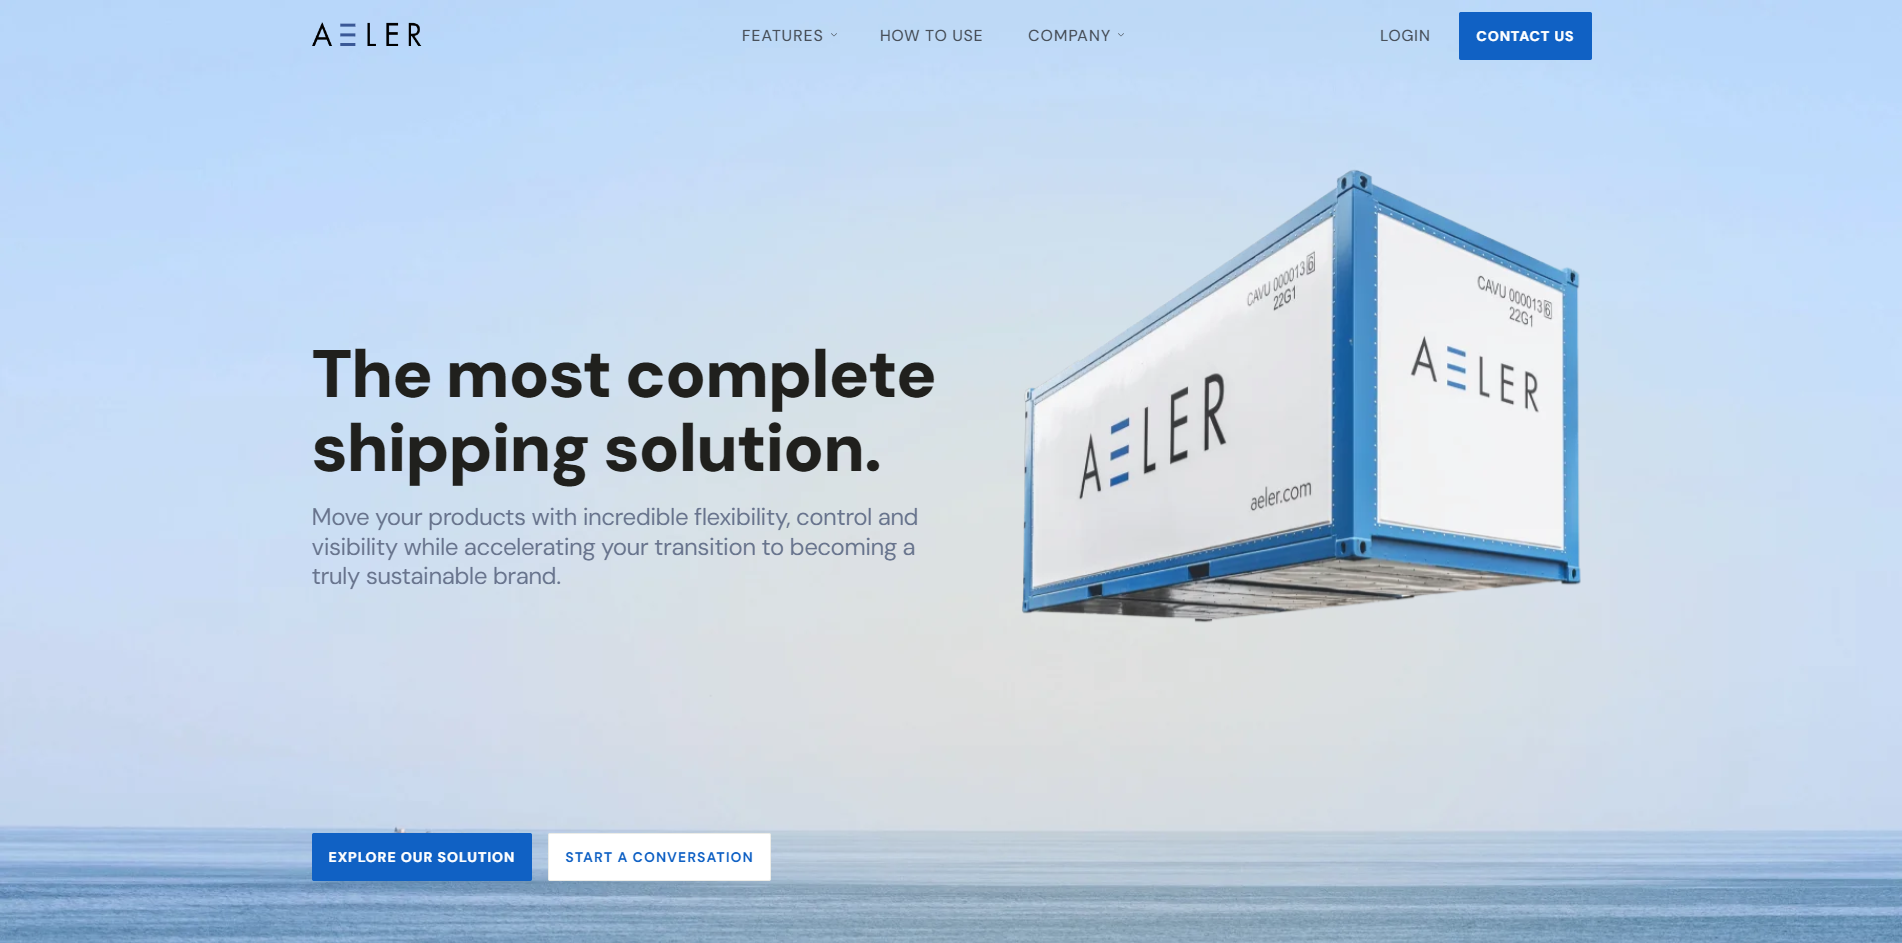 AELER
FEATURES
HOW TO USE
COMPANY
LOGIN
CONTACT US
The most complete
shipping solution.
Move your products with incredible flexibility, control and
visibility while accelerating your transition to becoming a
truly sustainable brand.
CAVU 000013 6
22G1
AELER
aeler.com
CAVU 000013 6
22G1
AELER
EXPLORE OUR SOLUTION
START A CONVERSATION